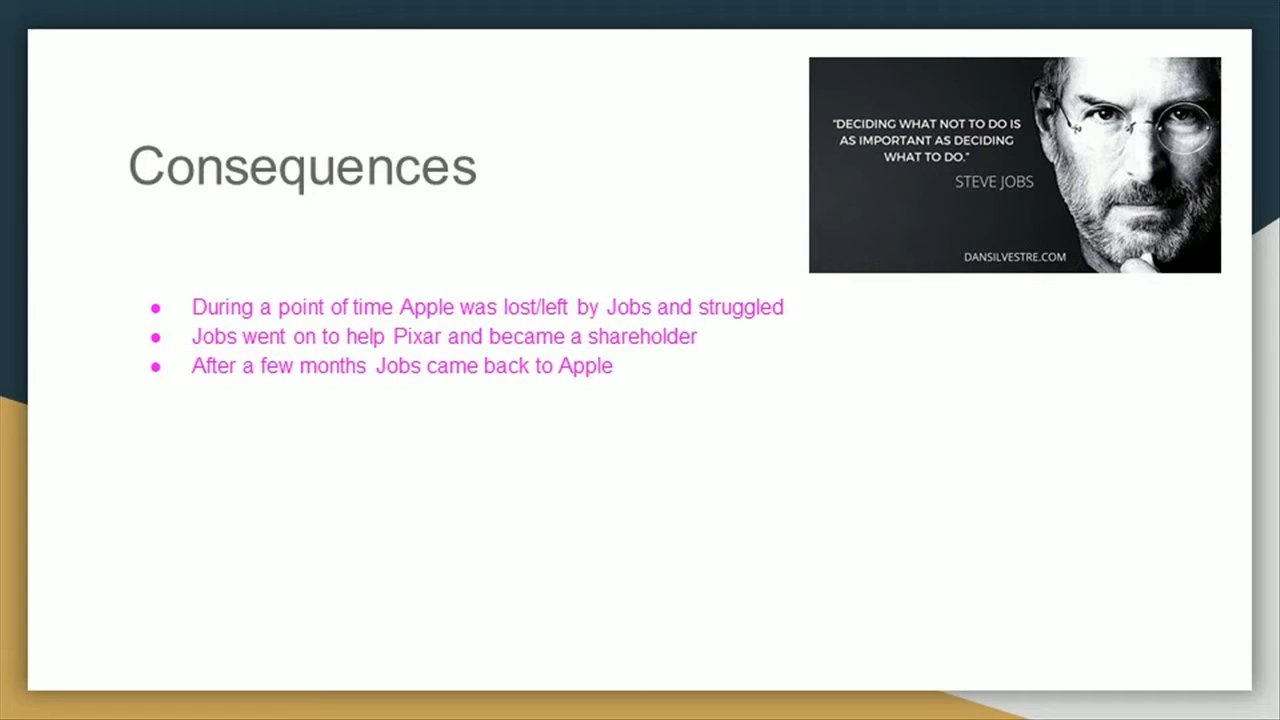 Consequences
"DECIDING WHAT NOT TO DO IS
AS IMPORTANT AS DECIDING
WHAT TO DO."
STEVE JOBS
DANSILVESTRE.COM
● During a point of time Apple was lost/left by Jobs and struggled
● Jobs went on to help Pixar and became a shareholder
● After a few months Jobs came back to Apple